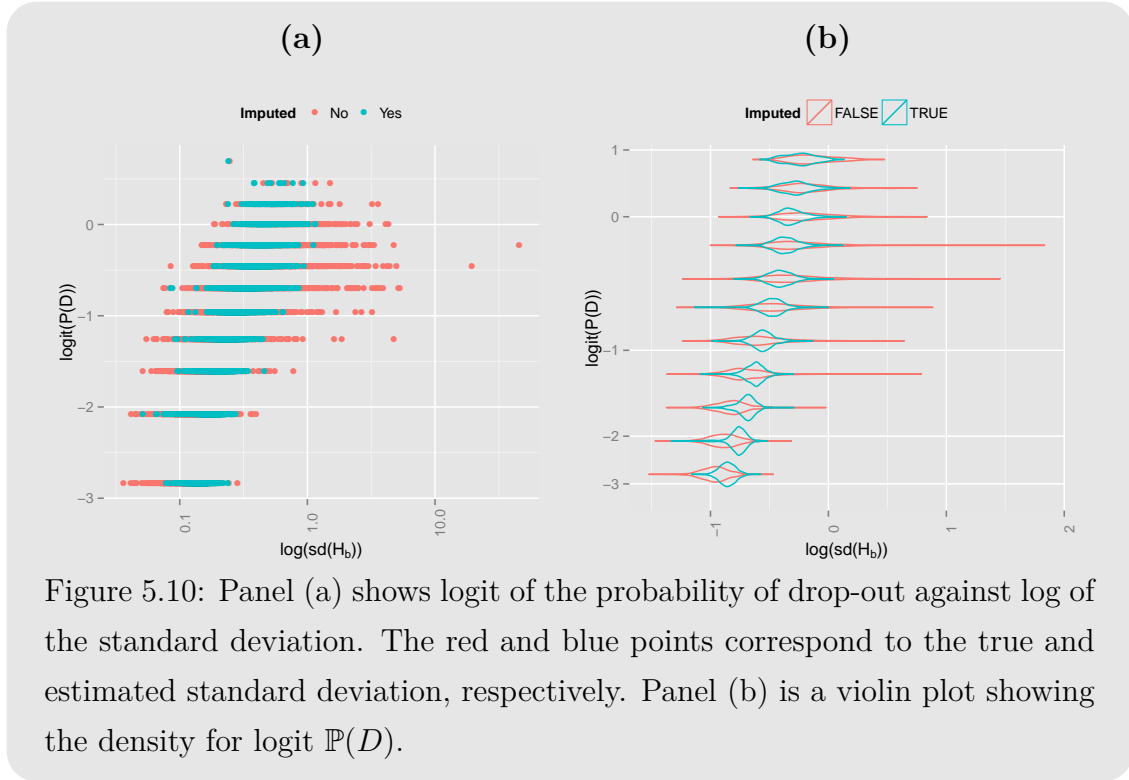 (a)
(b)
Imputed No Yes
Imputed FALSE TRUE
logit(P(D))
0
−1
−2
−3
0.1
1.0
10.0
log(sd(H_b))
logit(P(D))
1
0
−1
−2
−3
−1
0
1
2
log(sd(H_b))
Figure 5.10: Panel (a) shows logit of the probability of drop-out against log of
the standard deviation. The red and blue points correspond to the true and
estimated standard deviation, respectively. Panel (b) is a violin plot showing
the density for logit ℙ(D).